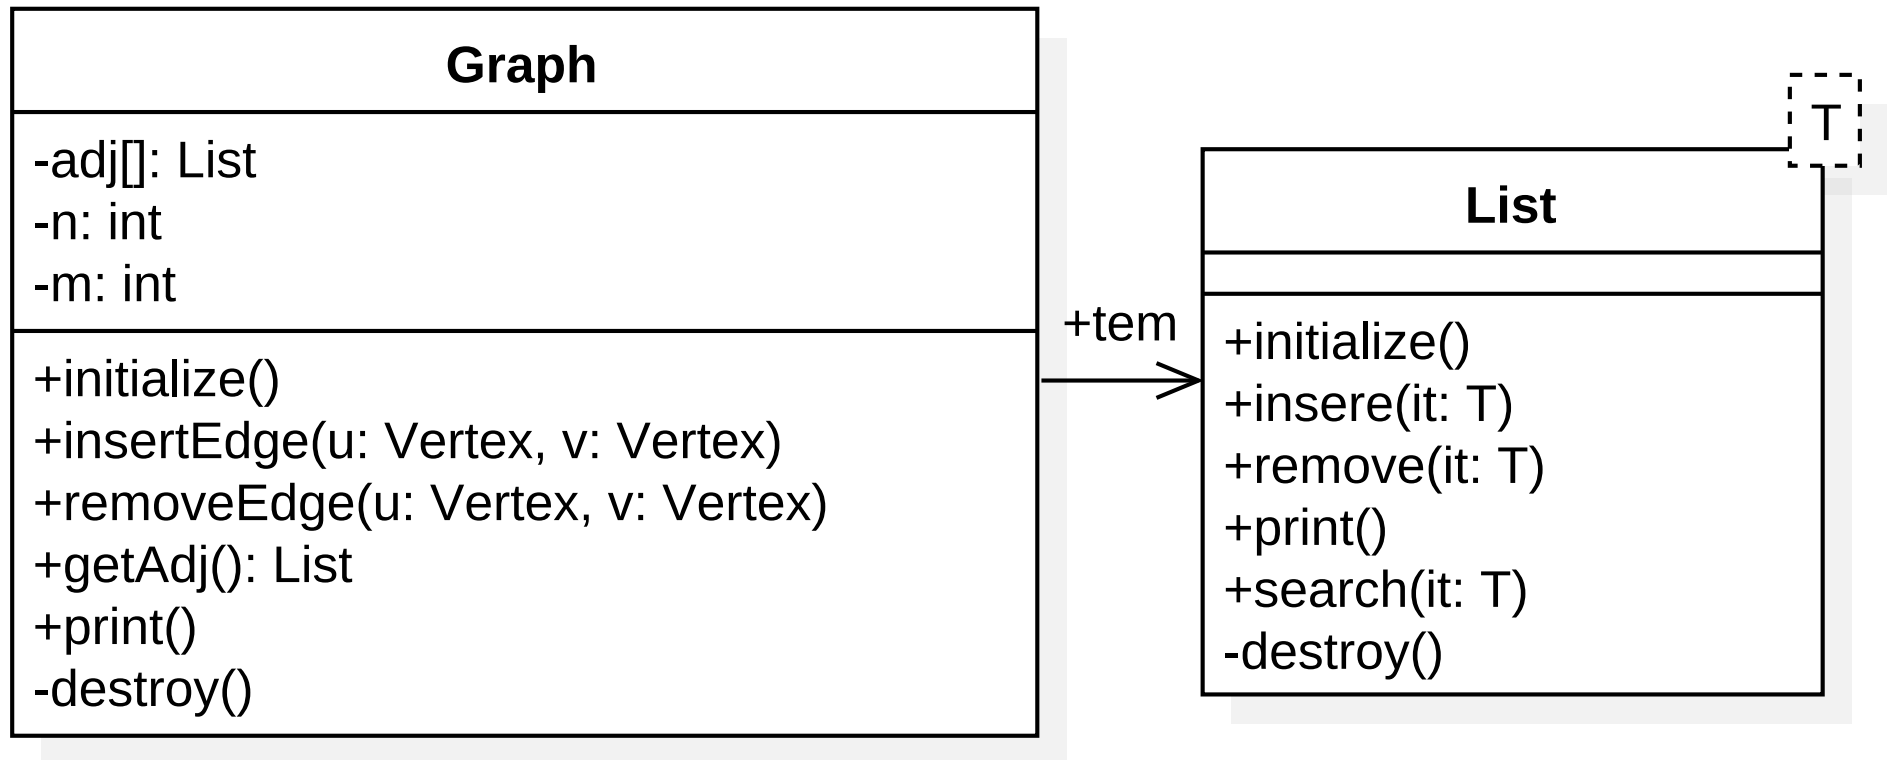 Graph
-adj[]: List
-n: int
-m: int
+initialize()
+insertEdge(u: Vertex, v: Vertex)
+removeEdge(u: Vertex, v: Vertex)
+getAdj(): List
+print()
-destroy()
+tem
T
List
+initialize()
+insere(it: T)
+remove(it: T)
+print()
+search(it: T)
-destroy()